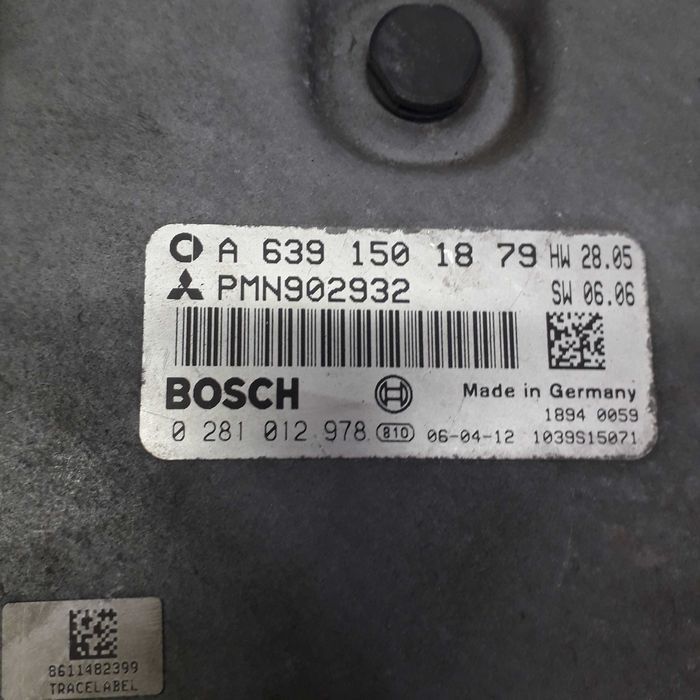 A 639 150 18 79 HW 28.05
PMN902932 SW 06.06
BOSCH Made in Germany
1894 0059
0 281 012 978 810 06-04-12 1039S15071
8611482399
TRACELABEL